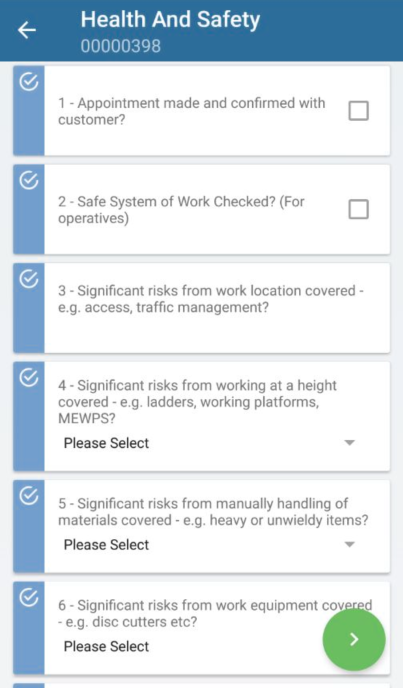 Health And Safety
00000398
1 - Appointment made and confirmed with
customer?
2 - Safe System of Work Checked? (For
operatives)
3 - Significant risks from work location covered -
e.g. access, traffic management?
4 - Significant risks from working at a height
covered - e.g. ladders, working platforms,
MEWPS?
Please Select
5 - Significant risks from manually handling of
materials covered - e.g. heavy or unwieldy items?
Please Select
6 - Significant risks from work equipment covered
- e.g. disc cutters etc?
Please Select